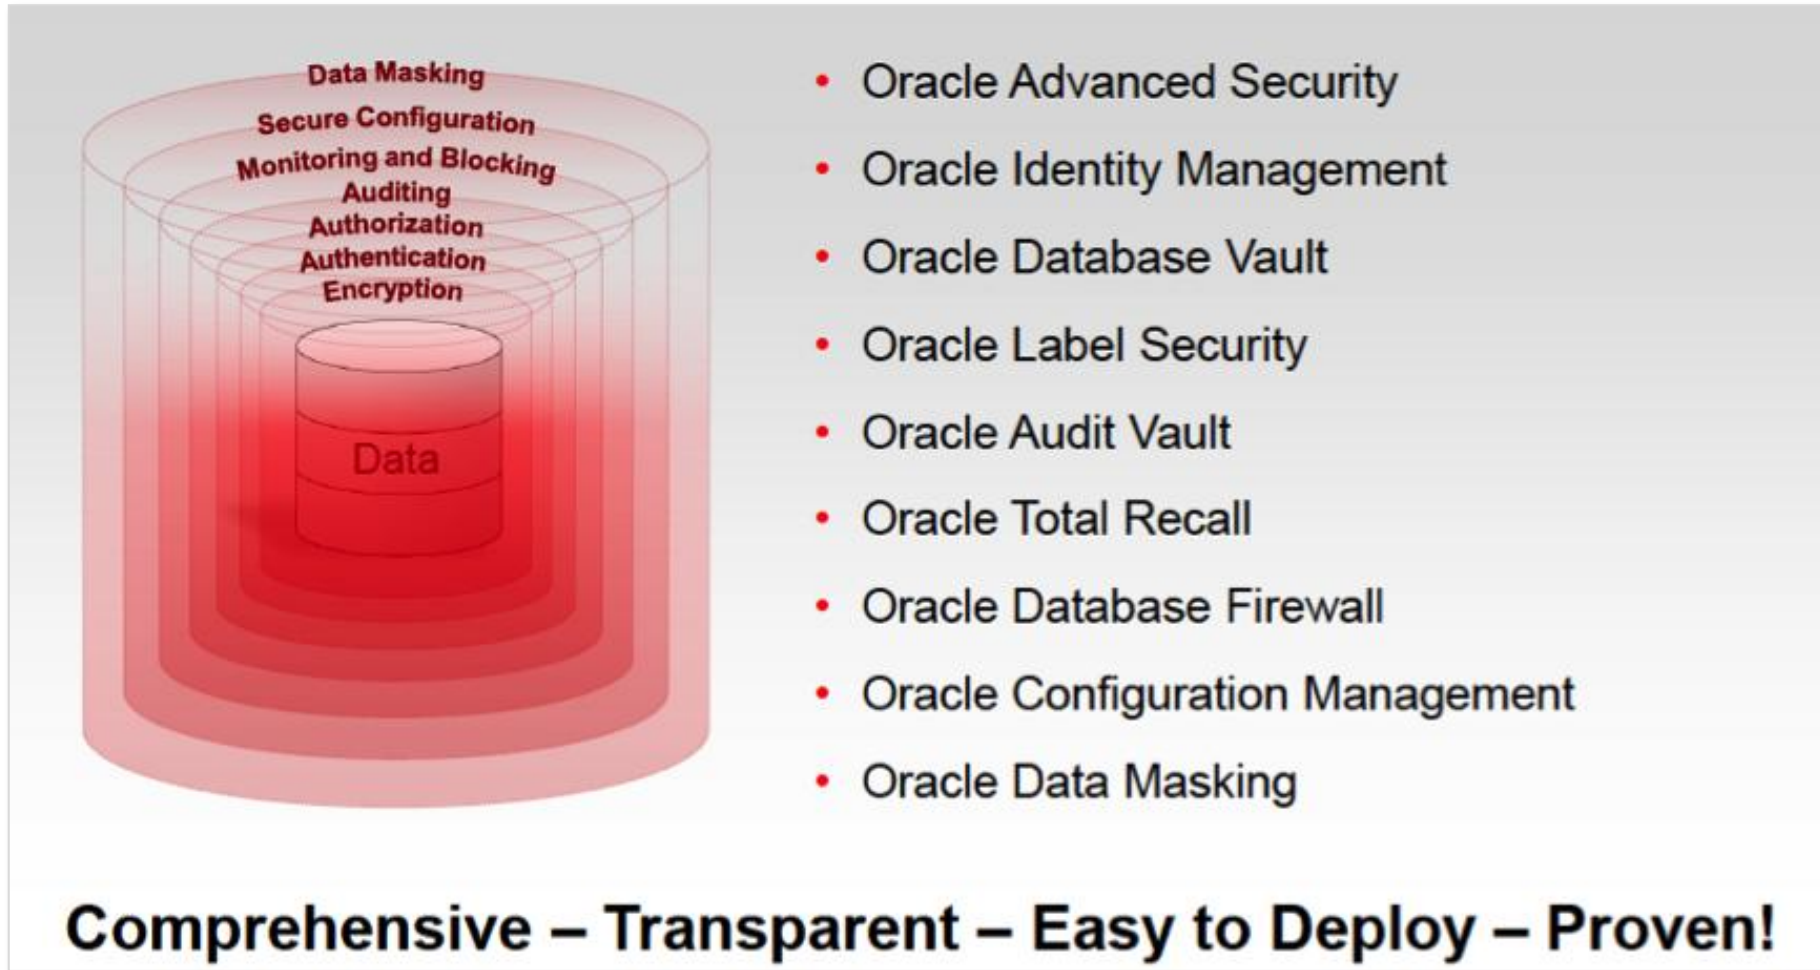 Data Masking
Secure Configuration
Monitoring and Blocking
Auditing
Authorization
Authentication
Encryption
Data
• Oracle Advanced Security
• Oracle Identity Management
• Oracle Database Vault
• Oracle Label Security
• Oracle Audit Vault
• Oracle Total Recall
• Oracle Database Firewall
• Oracle Configuration Management
• Oracle Data Masking
Comprehensive – Transparent – Easy to Deploy – Proven!